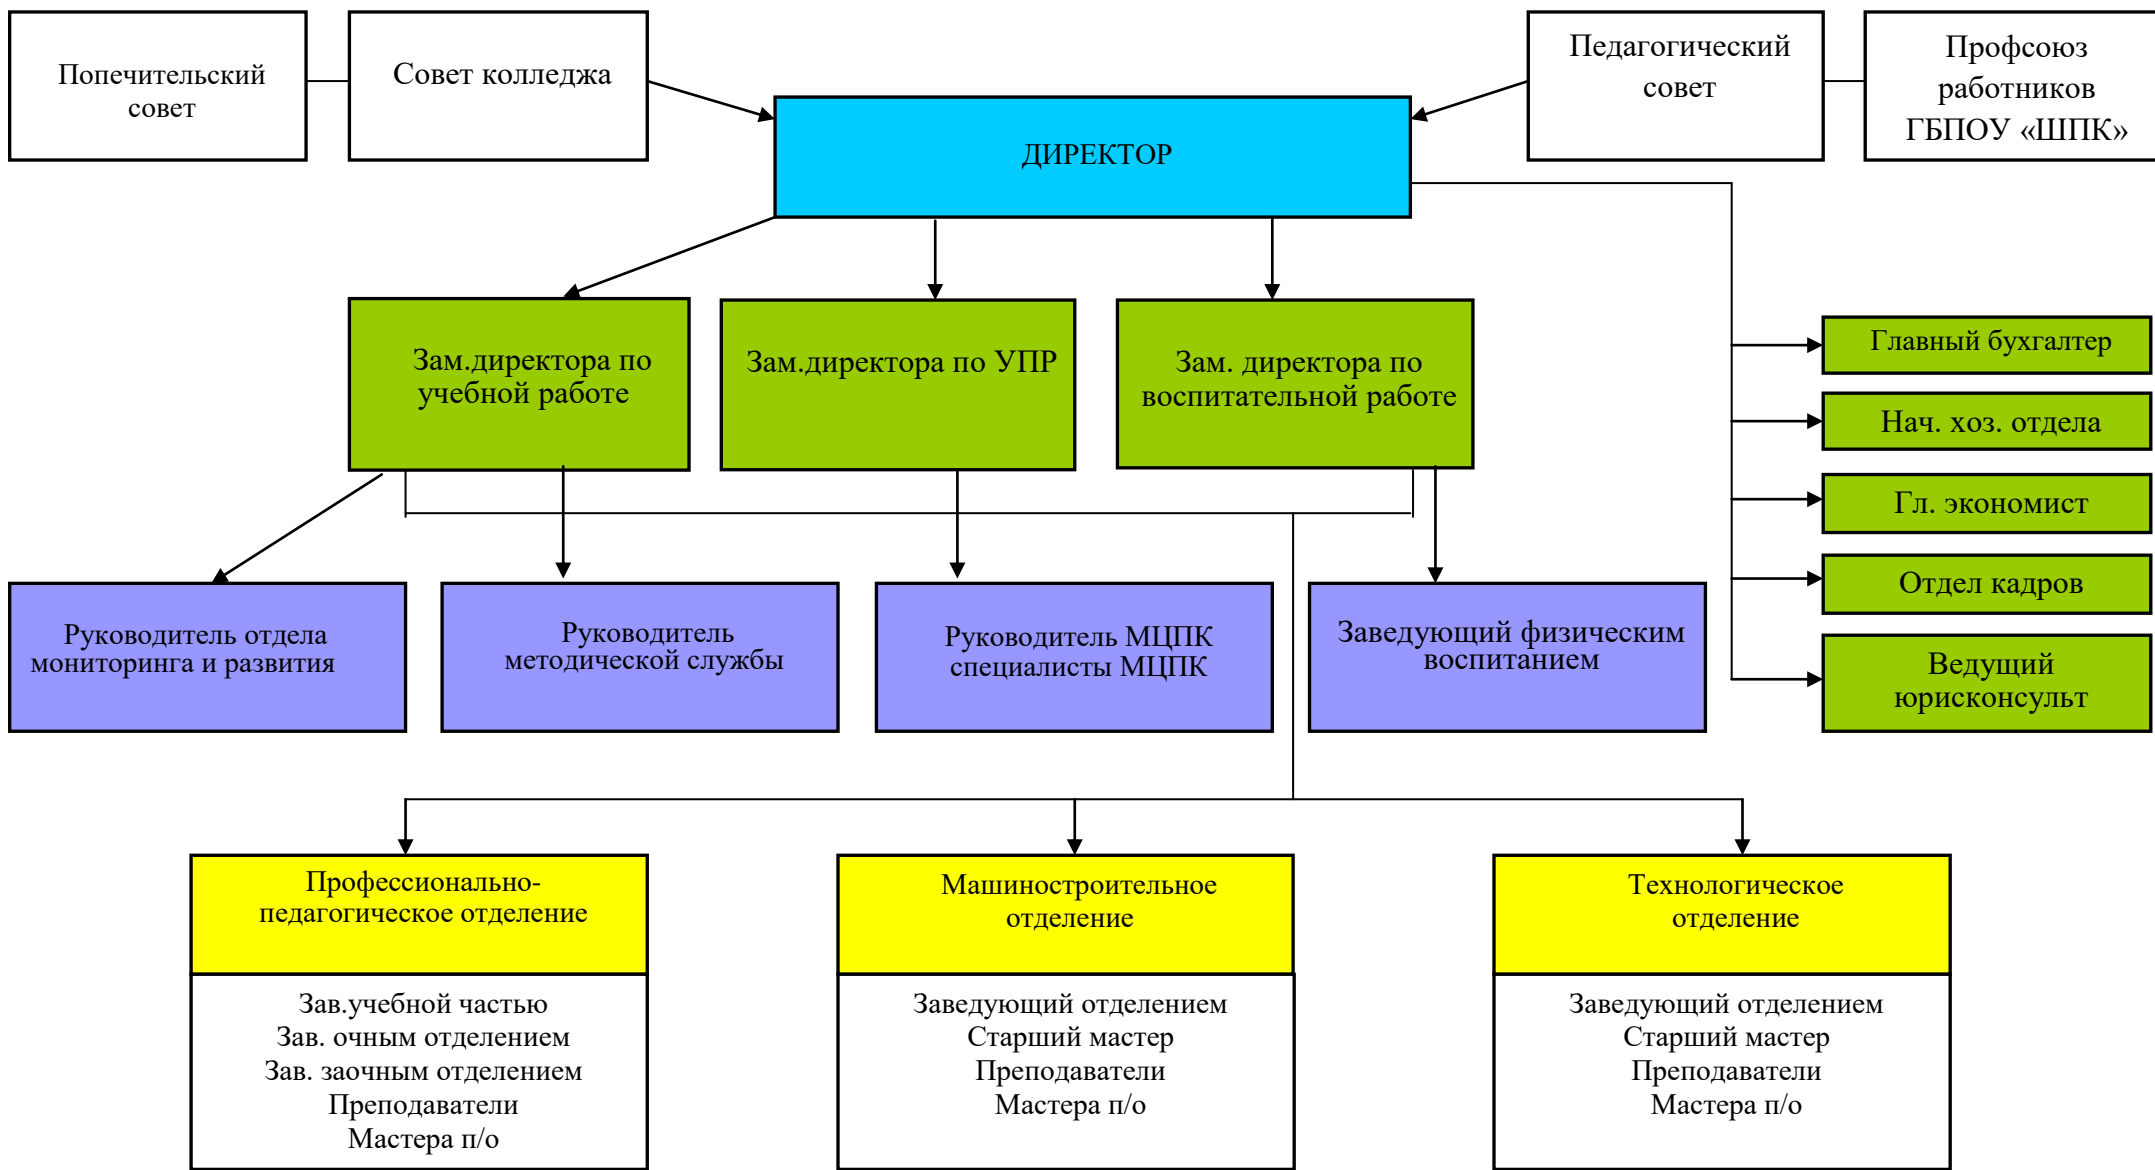 Попечительский
совет
Совет колледжа
Педагогический
совет
Профсоюз
работников
ГБПОУ «ШПК»
ДИРЕКТОР
Зам.директора по
учебной работе
Зам.директора по УПР
Зам. директора по
воспитательной работе
Главный бухгалтер
Нач. хоз. отдела
Гл. экономист
Отдел кадров
Ведущий
юрисконсульт
Руководитель отдела
мониторинга и развития
Руководитель
методической службы
Руководитель МЦПК
специалисты МЦПК
Заведующий физическим
воспитанием
Профессионально-
педагогическое отделение
Зав.учебной частью
Зав. очным отделением
Зав. заочным отделением
Преподаватели
Мастера п/о
Машиностроительное
отделение
Заведующий отделением
Старший мастер
Преподаватели
Мастера п/о
Технологическое
отделение
Заведующий отделением
Старший мастер
Преподаватели
Мастера п/о